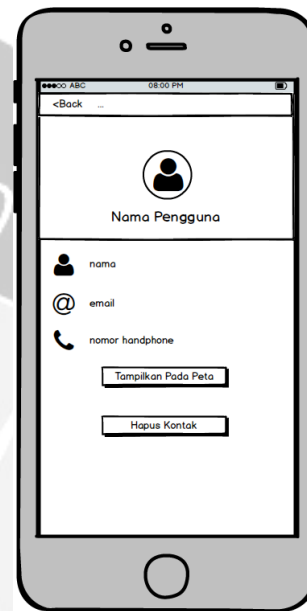 ABC 08:00 PM
<Back ...
Nama Pengguna
nama
@ email
nomor handphone
Tampilkan Pada Peta
Hapus Kontak